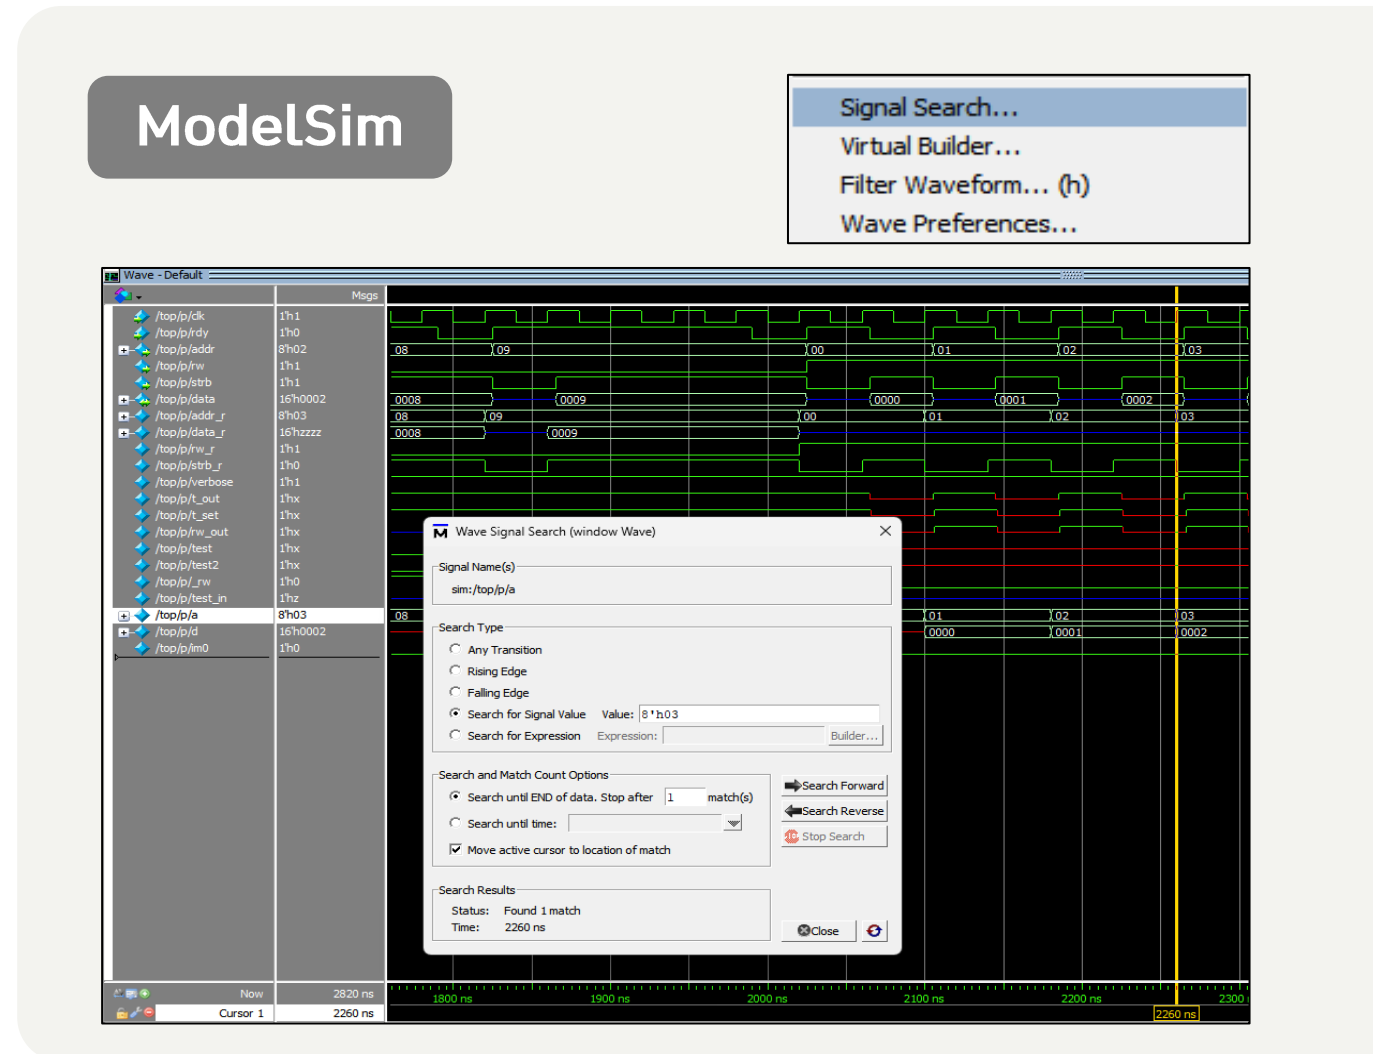 ModelSim
Signal Search...
Virtual Builder...
Filter Waveform... (h)
Wave Preferences...
Wave - Default
Msgs
/top/p/clk 1'h1
/top/p/rdy 1'h0
/top/p/addr 8'h02 08 09 00 01 02 03
/top/p/rw 1'h1
/top/p/strb 1'h1
/top/p/data 16'h0002 0008 0009 0000 0001 0002
/top/p/addr_r 8'h03 08 09 00 01 02 03
/top/p/data_r 16'hzzzz 0008 0009
/top/p/rw_r 1'h1
/top/p/strb_r 1'h0
/top/p/verbose 1'h1
/top/p/t_out 1'hx
/top/p/t_set 1'hx
/top/p/rw_out 1'hx
/top/p/test 1'hx
/top/p/test2 1'hx
/top/p/_rw 1'h0
/top/p/test_in 1'hz
/top/p/a 8'h03 08 01 02 03
/top/p/d 16'h0002 0000 0001 0002
/top/p/im0 1'h0
M Wave Signal Search (window Wave)
Signal Name(s)
sim:/top/p/a
Search Type
Any Transition
Rising Edge
Falling Edge
Search for Signal Value Value: 8'h03
Search for Expression Expression: Builder...
Search and Match Count Options
Search until END of data. Stop after 1 match(s)
Search until time:
Move active cursor to location of match
Search Forward
Search Reverse
Stop Search
Search Results
Status: Found 1 match
Time: 2260 ns
Close
Now 2820 ns
1800 ns 1900 ns 2000 ns 2100 ns 2200 ns 2300
Cursor 1 2260 ns
2260 ns